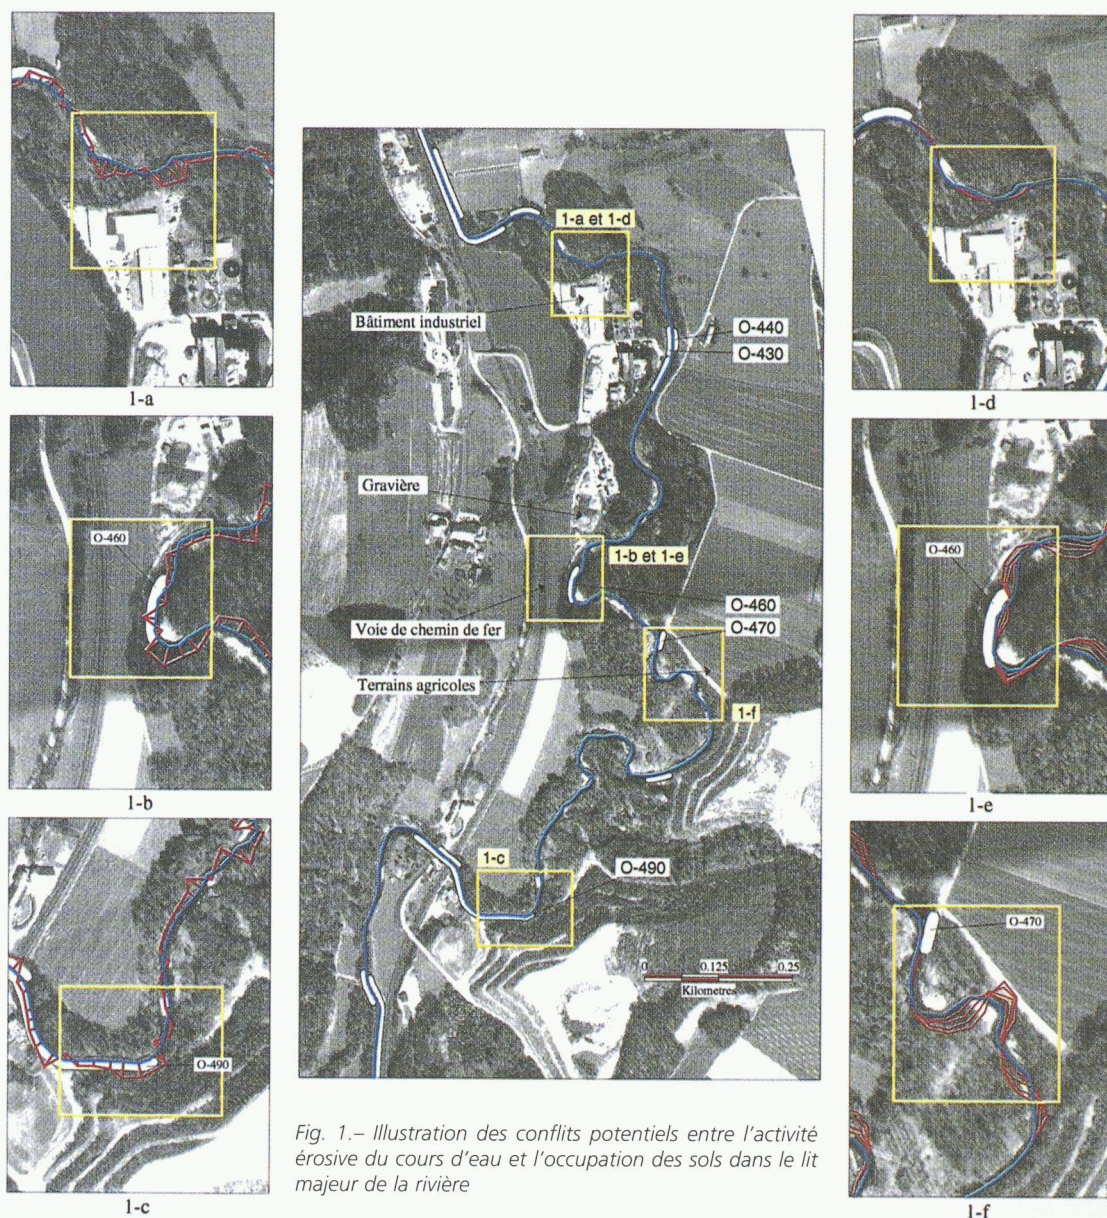 1-a
O-460
1-b
O-490
1-c
1-a et 1-d
Bâtiment industriel
O-440
O-430
Gravière
1-b et 1-e
O-460
O-470
Voie de chemin de fer
Terrains agricoles
1-f
1-c
O-490
0 0.125 0.25
Kilometres
Fig. 1.– Illustration des conflits potentiels entre l'activité
érosive du cours d'eau et l'occupation des sols dans le lit
majeur de la rivière
1-d
O-460
1-e
O-470
1-f